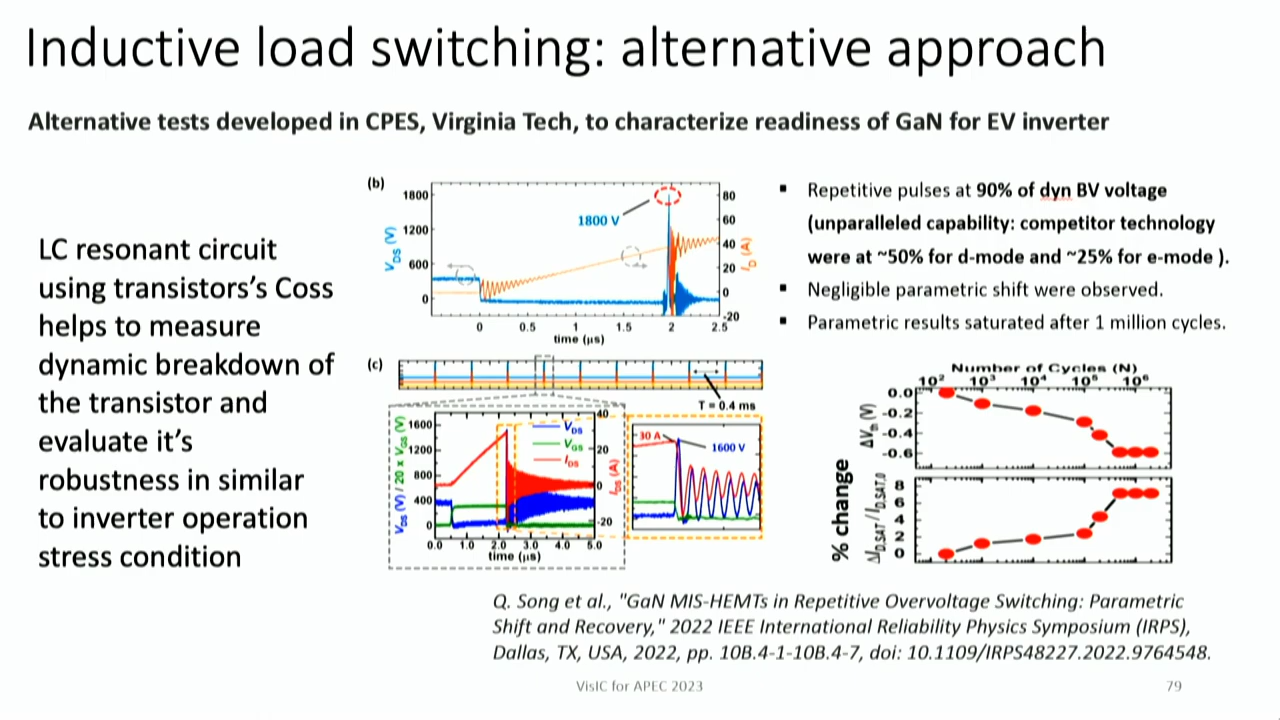 Inductive load switching: alternative approach
Alternative tests developed in CPES, Virginia Tech, to characterize readiness of GaN for EV inverter
LC resonant circuit
using transistors's Coss
helps to measure
dynamic breakdown of
the transistor and
evaluate it's
robustness in similar
to inverter operation
stress condition
(b)
1800
1200
600
0
V_DS (V)
1800 V
80
60
40
20
0
-20
I_D (A)
0 0.5 1 1.5 2 2.5
time (μs)
(c)
T = 0.4 ms
1600
1200
800
400
0
V_DS (V) / 20 x V_GS (V)
V_DS
V_GS
I_DS
40
20
0
-20
I_DS (A)
0.0 1.0 2.0 3.0 4.0 5.0
time (μs)
30 A
1600 V
▪ Repetitive pulses at 90% of dyn BV voltage
(unparalleled capability: competitor technology
were at ~50% for d-mode and ~25% for e-mode ).
▪ Negligible parametric shift were observed.
▪ Parametric results saturated after 1 million cycles.
Number of Cycles (N)
10² 10³ 10⁴ 10⁵ 10⁶
0.0
-0.2
-0.4
-0.6
ΔV_th (V)
% change
8
6
4
2
0
ΔI_D,SAT/I_D,SAT,0
Q. Song et al., "GaN MIS-HEMTs in Repetitive Overvoltage Switching: Parametric
Shift and Recovery," 2022 IEEE International Reliability Physics Symposium (IRPS),
Dallas, TX, USA, 2022, pp. 10B.4-1-10B.4-7, doi: 10.1109/IRPS48227.2022.9764548.
VisIC for APEC 2023
79